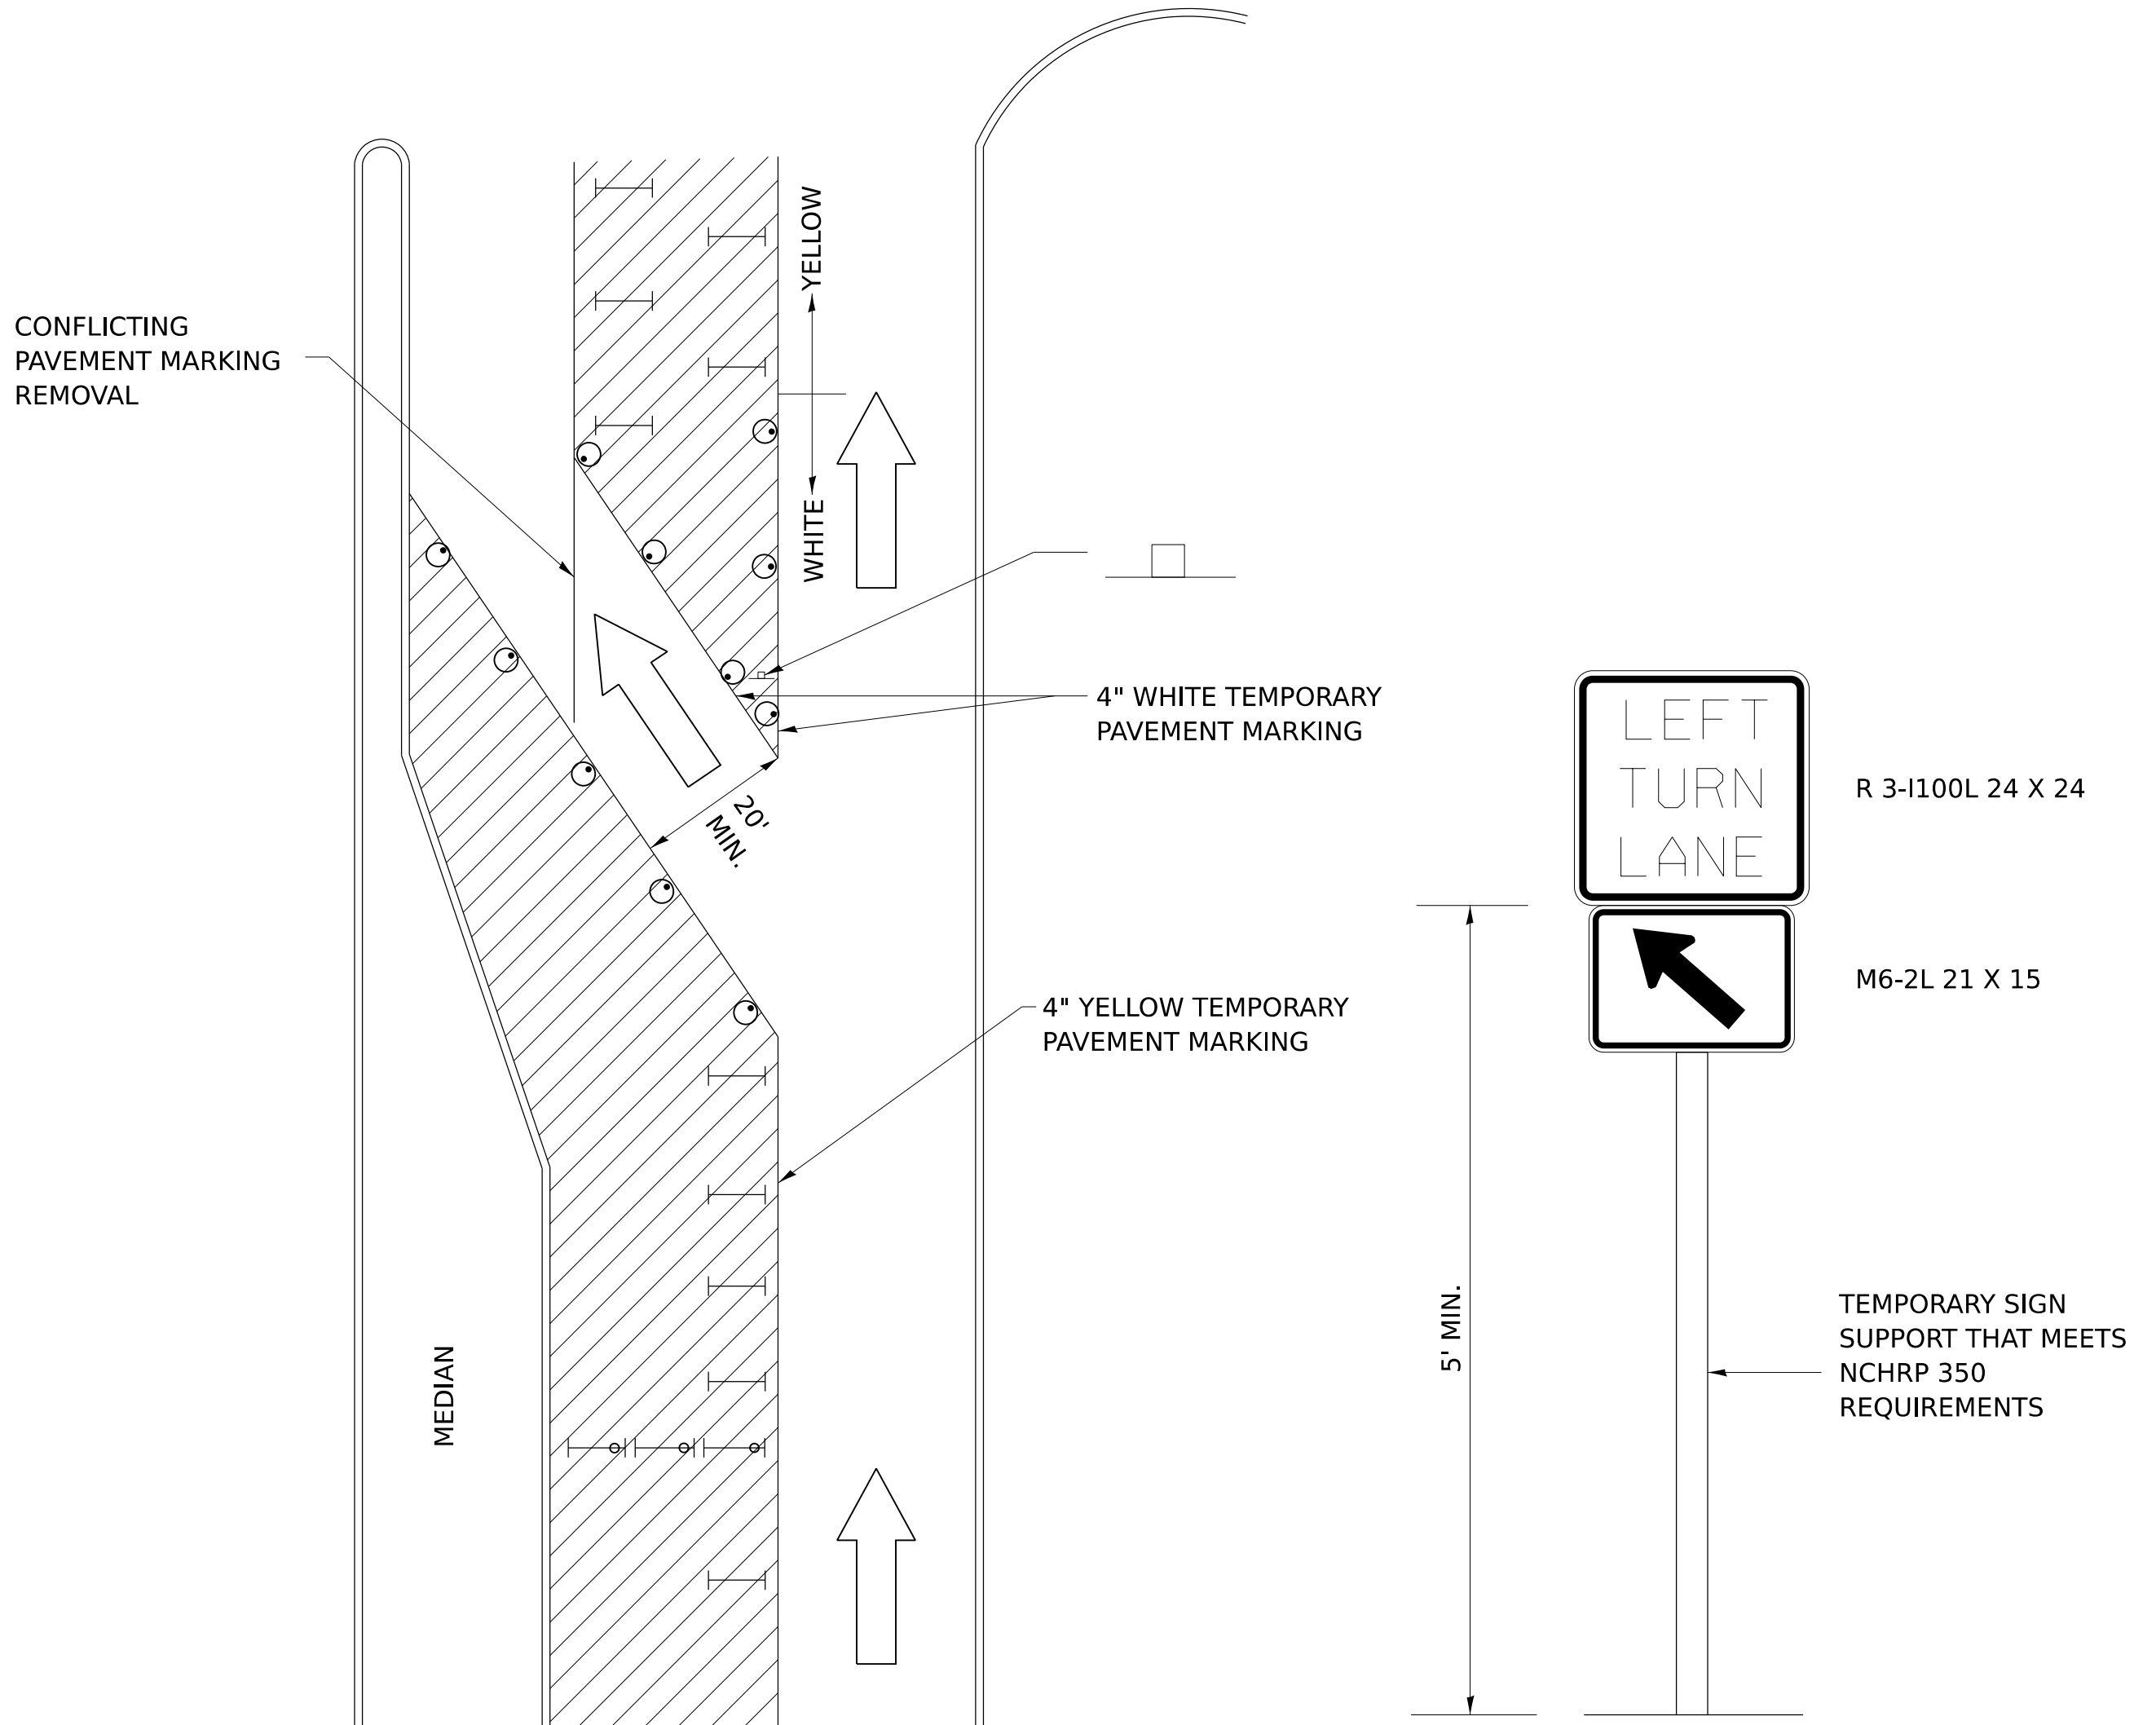 YELLOW
CONFLICTING
PAVEMENT MARKING
REMOVAL
WHITE
4" WHITE TEMPORARY
PAVEMENT MARKING
20'
MIN.
LEFT
TURN
LANE
R 3-I100L 24 X 24
M6-2L 21 X 15
4" YELLOW TEMPORARY
PAVEMENT MARKING
5' MIN.
TEMPORARY SIGN
SUPPORT THAT MEETS
NCHRP 350
REQUIREMENTS
MEDIAN